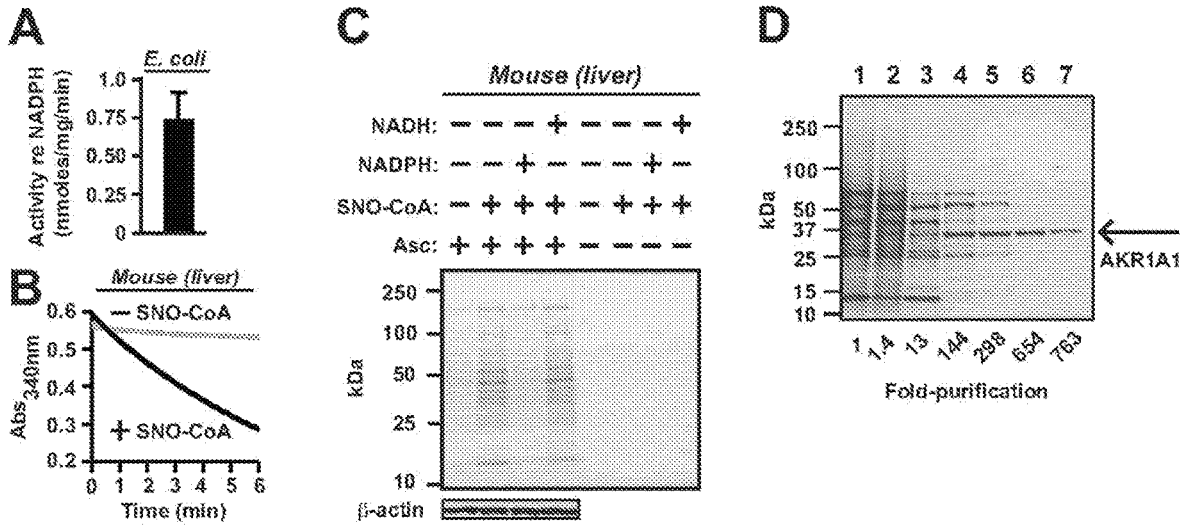 A
E. coli
Activity re NADPH
(nmoles/mg/min)
1.0
0.75
0.50
0.25
0
B
Mouse (liver)
− SNO-CoA
+ SNO-CoA
Abs340nm
0.6
0.5
0.4
0.3
0.2
0 1 2 3 4 5 6
Time (min)
C
Mouse (liver)
NADH: − − − + − − − +
NADPH: − − + − − − + −
SNO-CoA: − + + + − + + +
Asc: + + + + − − − −
kDa
250
100
50
25
10
β-actin
D
1 2 3 4 5 6 7
kDa
250
100
50
37
25
15
10
AKR1A1
1 1.4 13 144 298 654 763
Fold-purification